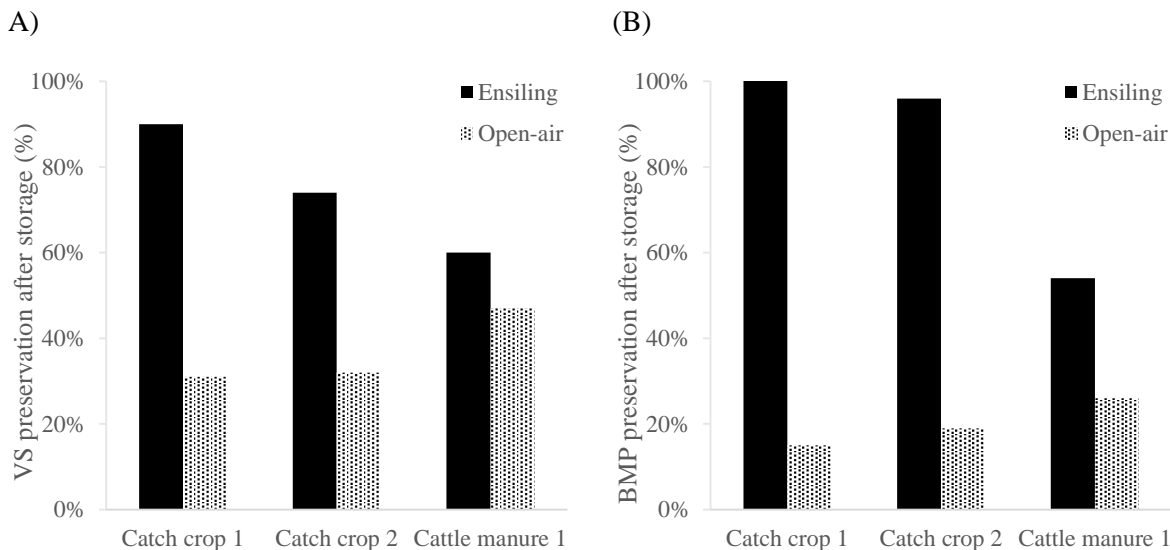 A)
VS preservation after storage (%)
100%
80%
60%
40%
20%
0%
Ensiling
Open-air
Catch crop 1 Catch crop 2 Cattle manure 1
(B)
BMP preservation after storage (%)
100%
80%
60%
40%
20%
0%
Ensiling
Open-air
Catch crop 1 Catch crop 2 Cattle manure 1